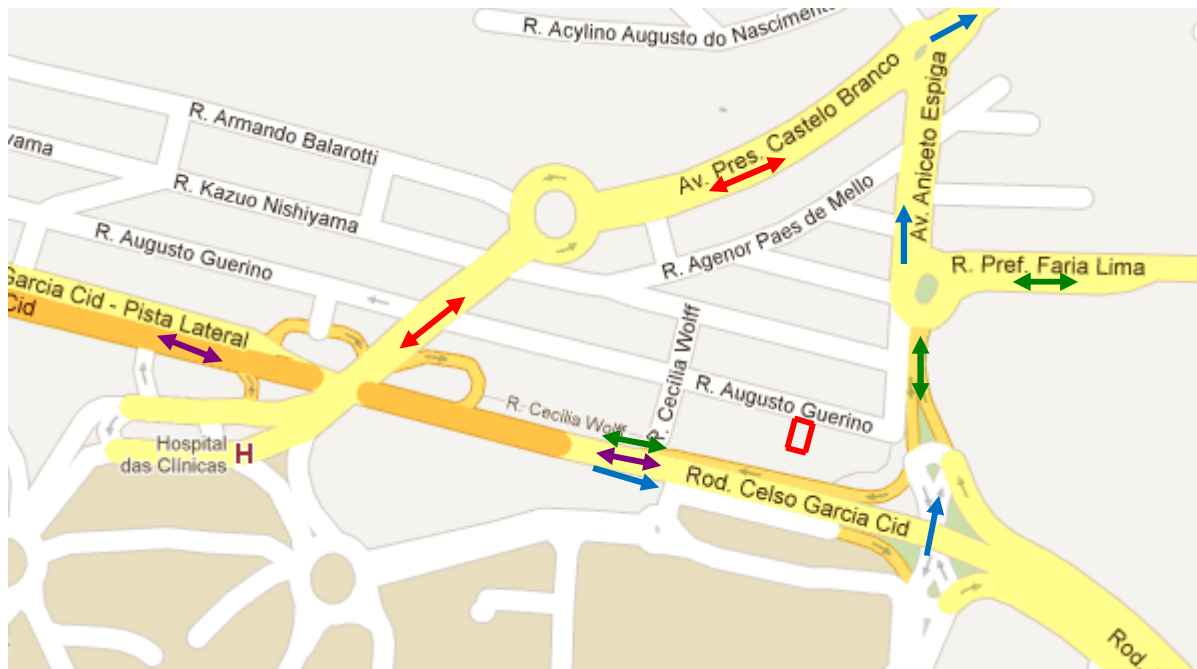 R. Acylino Augusto do Nascimento
Av. Pres. Castelo Branco
Av. Aniceto Espiga
R. Armando Balarotti
yama
R. Kazuo Nishiyama
R. Agenor Paes de Mello
R. Augusto Guerino
R. Pref. Faria Lima
Garcia Cid - Pista Lateral
Cid
R. Cecilia Wolff
R. Augusto Guerino
R. Cecilia Wolff
Hospital
das Clínicas
H
Rod. Celso Garcia Cid
Rod.